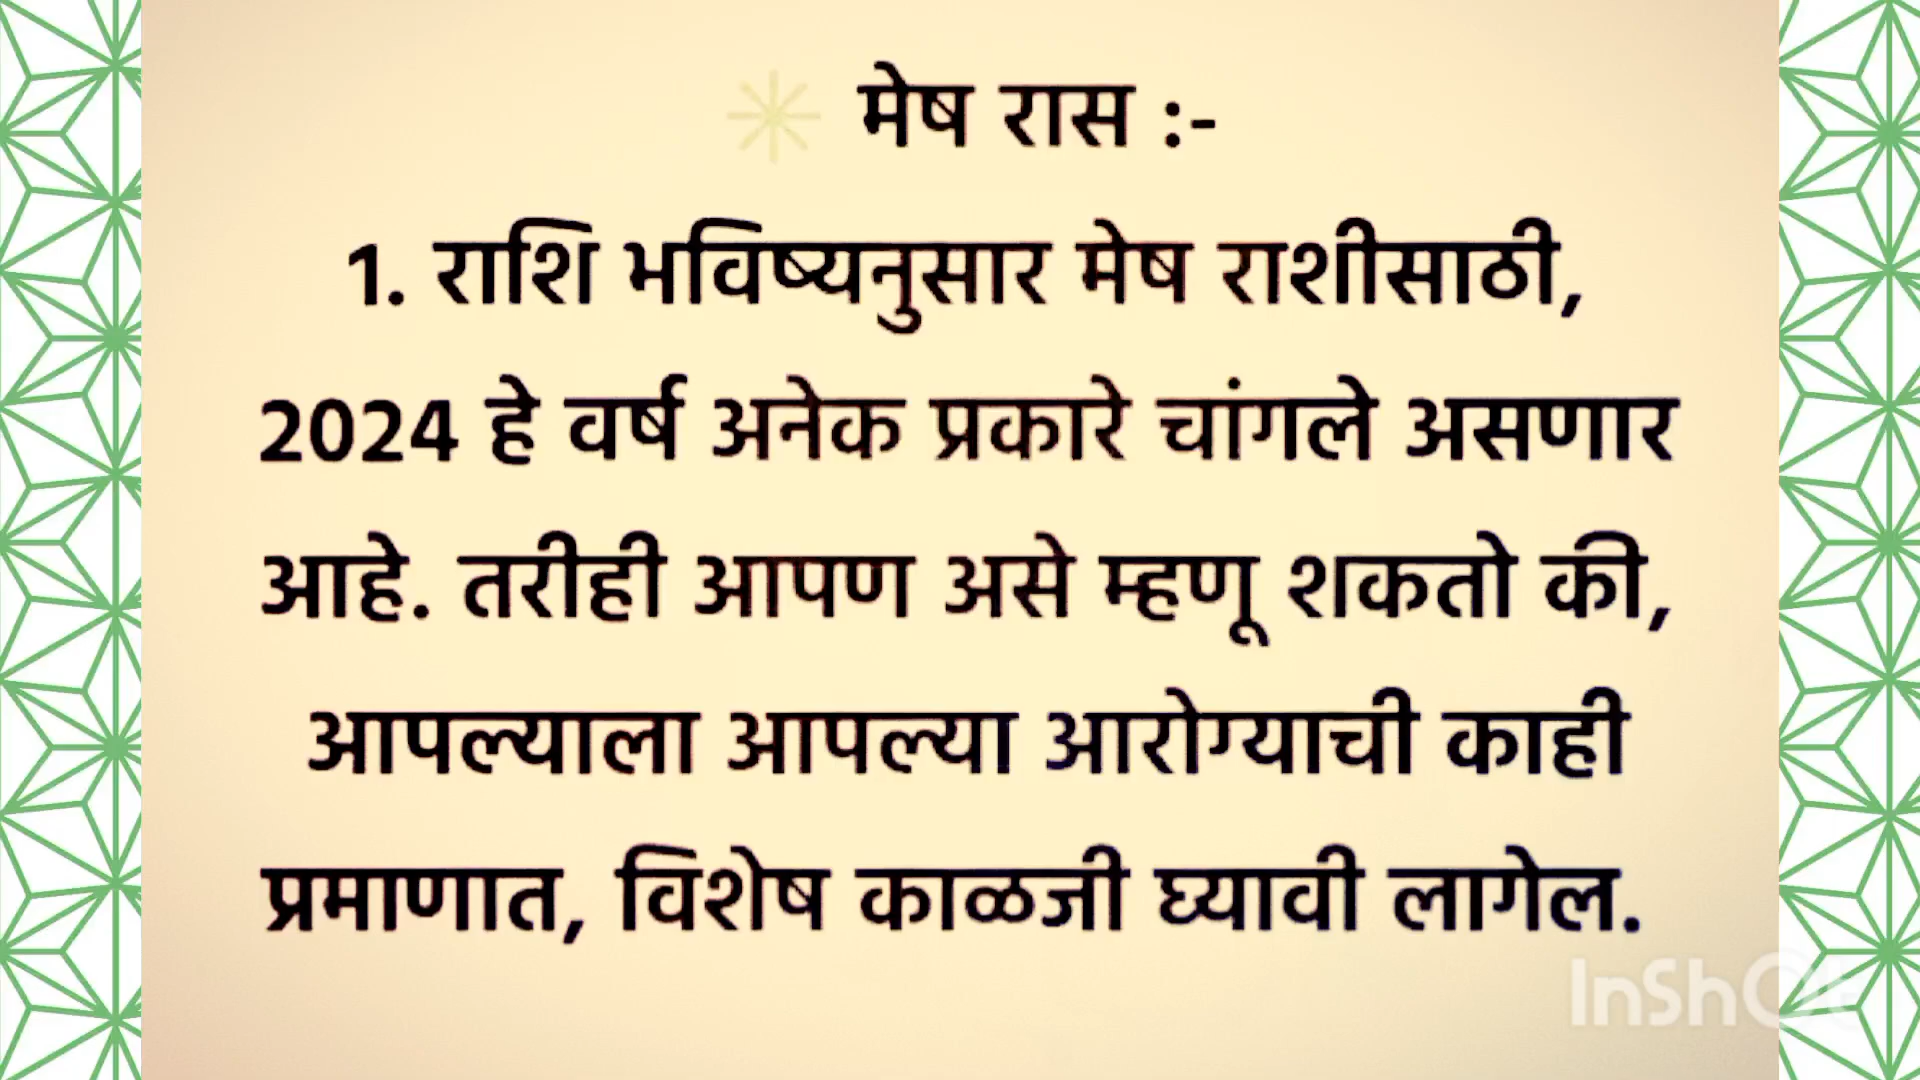 मेष रास :-
1. राशि भविष्यनुसार मेष राशीसाठी,
2024 हे वर्ष अनेक प्रकारे चांगले असणार
आहे. तरीही आपण असे म्हणू शकतो की,
आपल्याला आपल्या आरोग्याची काही
प्रमाणात, विशेष काळजी घ्यावी लागेल.
InShOt